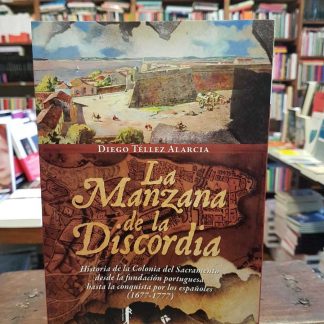 DIEGO TÉLLEZ ALARCIA
La
Manzana
de la
Discordia
Historia de la Colonia del Sacramento
desde la fundación portuguesa
hasta la conquista por los españoles
(1677-1777)